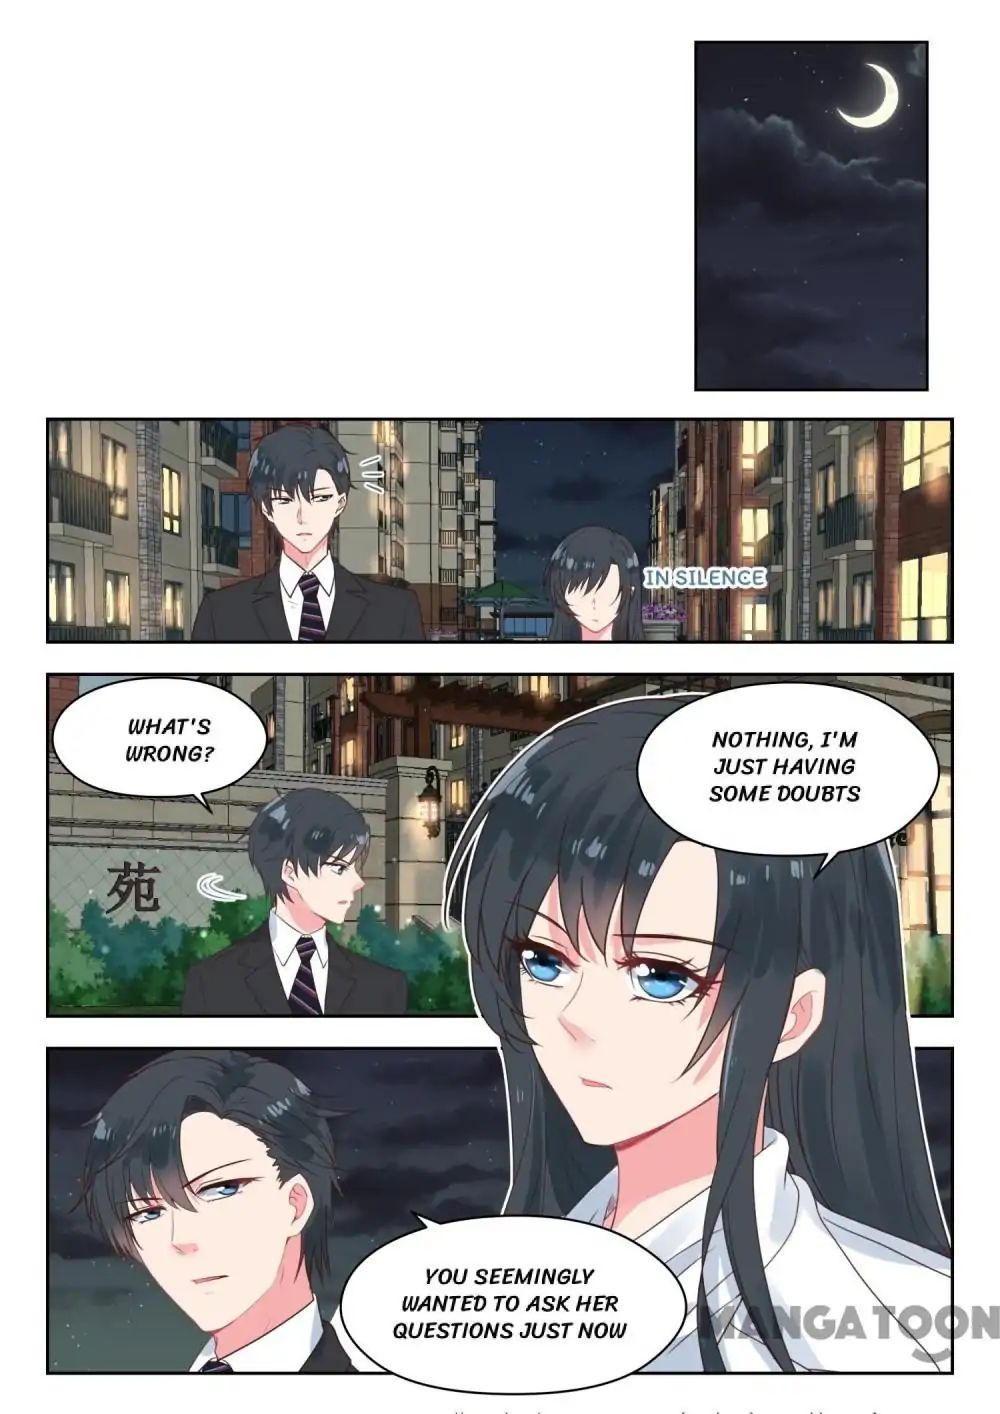 IN SILENCE
WHAT'S
WRONG?
NOTHING, I'M
JUST HAVING
SOME DOUBTS
苑
YOU SEEMINGLY
WANTED TO ASK HER
QUESTIONS JUST NOW
MANGATOON